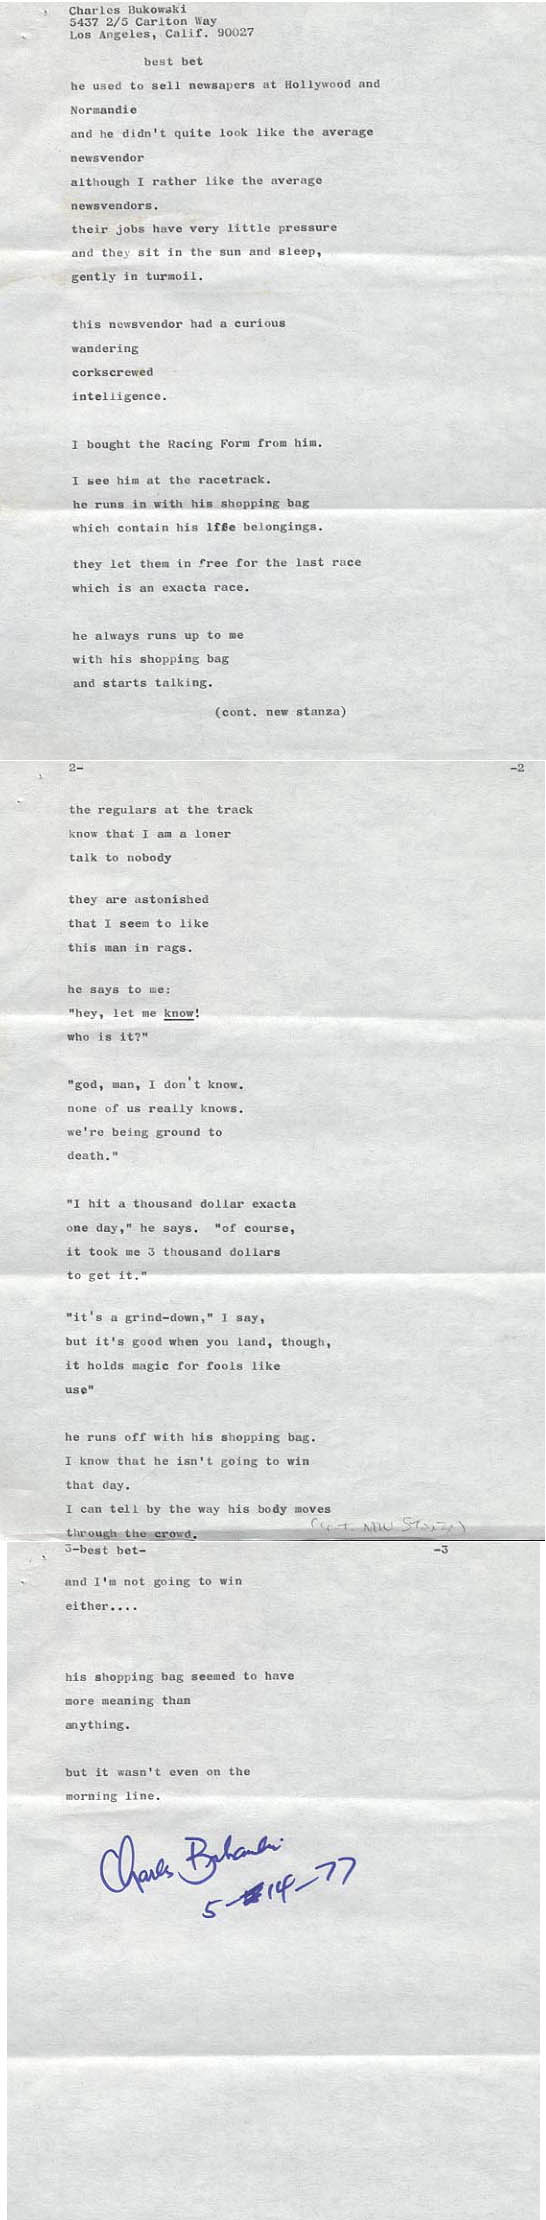 Charles Bukowski
5437 2/5 Carlton Way
Los Angeles, Calif. 90027
best bet
he used to sell newsapers at Hollywood and
Normandie
and he didn't quite look like the average
newsvendor
although I rather like the average
newsvendors.
their jobs have very little pressure
and they sit in the sun and sleep,
gently in turmoil.
this newsvendor had a curious
wandering
corkscrewed
intelligence.
I bought the Racing Form from him.
I see him at the racetrack.
he runs in with his shopping bag
which contain his life belongings.
they let them in free for the last race
which is an exacta race.
he always runs up to me
with his shopping bag
and starts talking.
(cont. new stanza)
2- -2
the regulars at the track
know that I am a loner
talk to nobody
they are astonished
that I seem to like
this man in rags.
he says to me:
"hey, let me know!
who is it?"
"god, man, I don't know.
none of us really knows.
we're being ground to
death."
"I hit a thousand dollar exacta
one day," he says.  "of course,
it took me 3 thousand dollars
to get it."
"it's a grind-down," I say,
but it's good when you land, though,
it holds magic for fools like
use"
he runs off with his shopping bag.
I know that he isn't going to win
that day.
I can tell by the way his body moves
through the crowd. (cont. new stanza)
3-best bet- -3
and I'm not going to win
either....
his shopping bag seemed to have
more meaning than
anything.
but it wasn't even on the
morning line.
Charles Bukowski
5-14-77